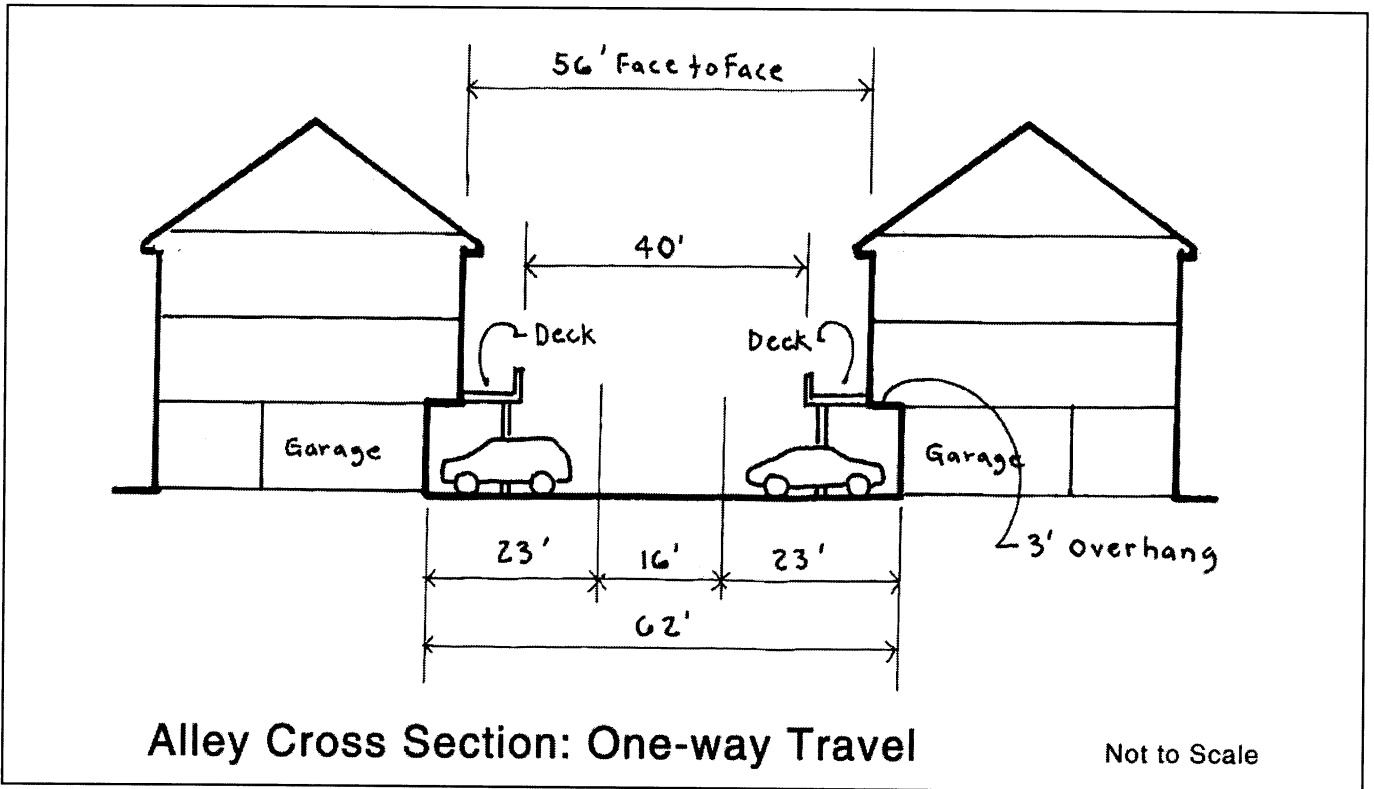 56' Face to Face
40'
Deck
Deck
Garage
Garage
23'
16'
23'
3' Overhang
62'
Alley Cross Section: One-way Travel
Not to Scale